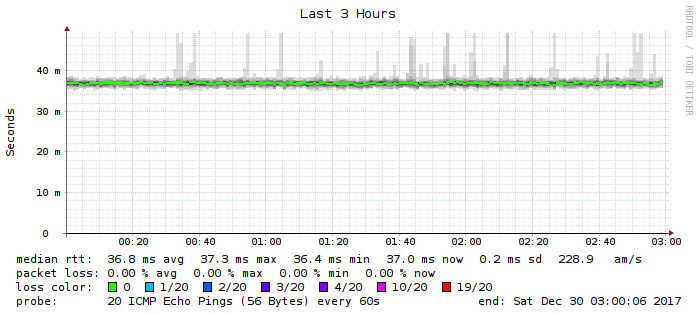 Last 3 Hours
RRDTOOL / TOBI OETIKER
Seconds
40 m
30 m
20 m
10 m
0
00:20 00:40 01:00 01:20 01:40 02:00 02:20 02:40 03:00
median rtt: 36.8 ms avg 37.3 ms max 36.4 ms min 37.0 ms now 0.2 ms sd 228.9 am/s
packet loss: 0.00 % avg 0.00 % max 0.00 % min 0.00 % now
loss color: 0 1/20 2/20 3/20 4/20 10/20 19/20
probe: 20 ICMP Echo Pings (56 Bytes) every 60s end: Sat Dec 30 03:00:06 2017